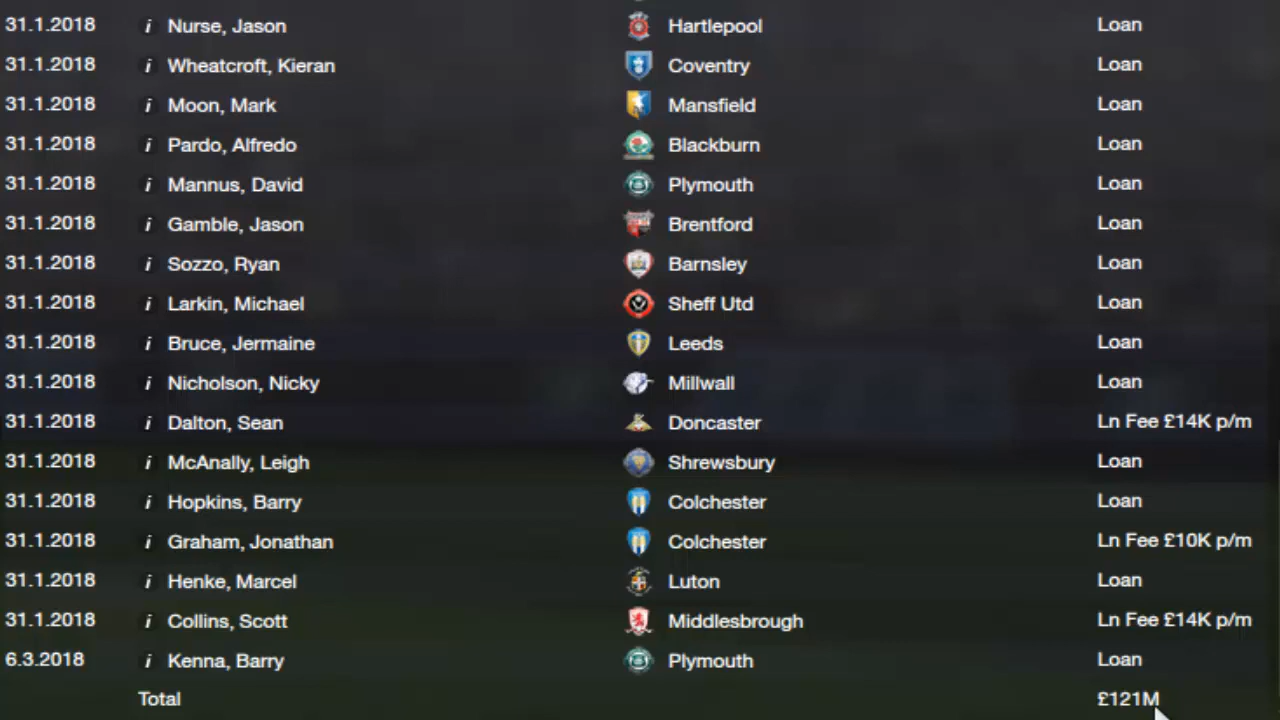 31.1.2018 i Nurse, Jason Hartlepool Loan
31.1.2018 i Wheatcroft, Kieran Coventry Loan
31.1.2018 i Moon, Mark Mansfield Loan
31.1.2018 i Pardo, Alfredo Blackburn Loan
31.1.2018 i Mannus, David Plymouth Loan
31.1.2018 i Gamble, Jason Brentford Loan
31.1.2018 i Sozzo, Ryan Barnsley Loan
31.1.2018 i Larkin, Michael Sheff Utd Loan
31.1.2018 i Bruce, Jermaine Leeds Loan
31.1.2018 i Nicholson, Nicky Millwall Loan
31.1.2018 i Dalton, Sean Doncaster Ln Fee £14K p/m
31.1.2018 i McAnally, Leigh Shrewsbury Loan
31.1.2018 i Hopkins, Barry Colchester Loan
31.1.2018 i Graham, Jonathan Colchester Ln Fee £10K p/m
31.1.2018 i Henke, Marcel Luton Loan
31.1.2018 i Collins, Scott Middlesbrough Ln Fee £14K p/m
6.3.2018 i Kenna, Barry Plymouth Loan
Total £121M